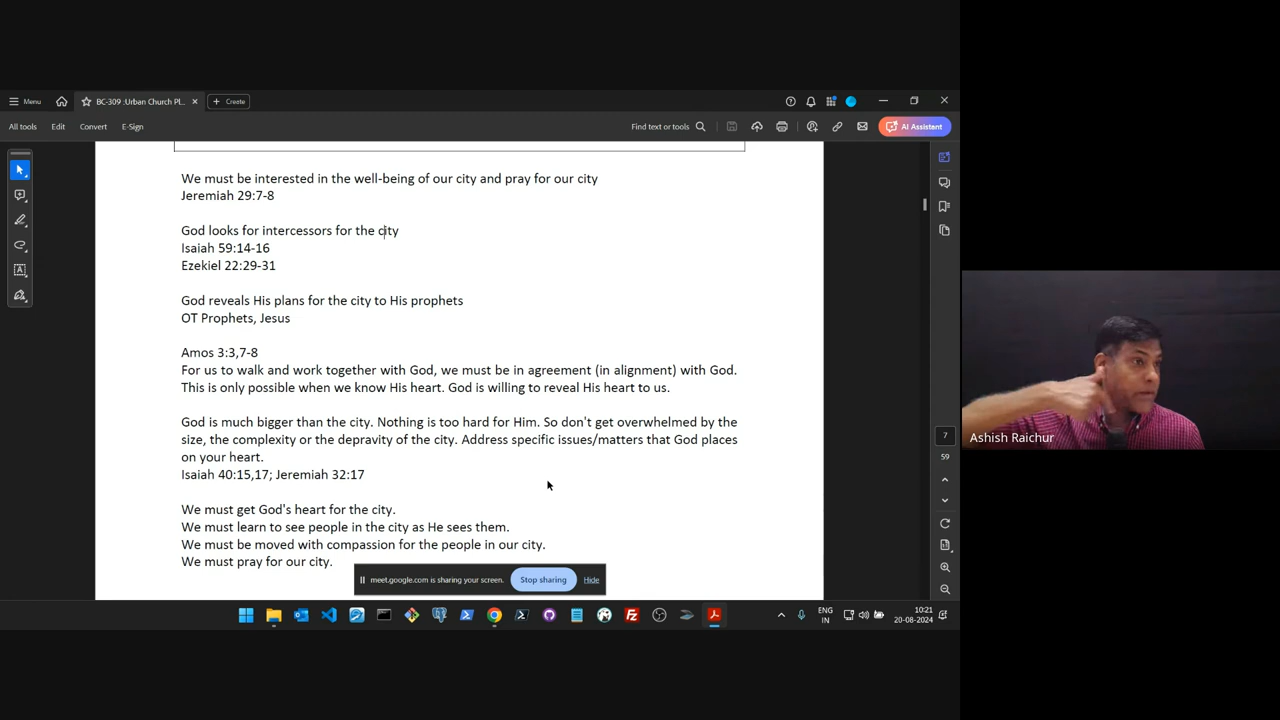 Menu
BC-309 :Urban Church Pl...
Create
All tools
Edit
Convert
E-Sign
Find text or tools
AI Assistant
We must be interested in the well-being of our city and pray for our city
Jeremiah 29:7-8
God looks for intercessors for the city
Isaiah 59:14-16
Ezekiel 22:29-31
God reveals His plans for the city to His prophets
OT Prophets, Jesus
Amos 3:3,7-8
For us to walk and work together with God, we must be in agreement (in alignment) with God.
This is only possible when we know His heart. God is willing to reveal His heart to us.
God is much bigger than the city. Nothing is too hard for Him. So don't get overwhelmed by the
size, the complexity or the depravity of the city. Address specific issues/matters that God places
on your heart.
Isaiah 40:15,17; Jeremiah 32:17
We must get God's heart for the city.
We must learn to see people in the city as He sees them.
We must be moved with compassion for the people in our city.
We must pray for our city.
7
59
meet.google.com is sharing your screen.
Stop sharing
Hide
ENG
IN
10:21
20-08-2024
Ashish Raichur